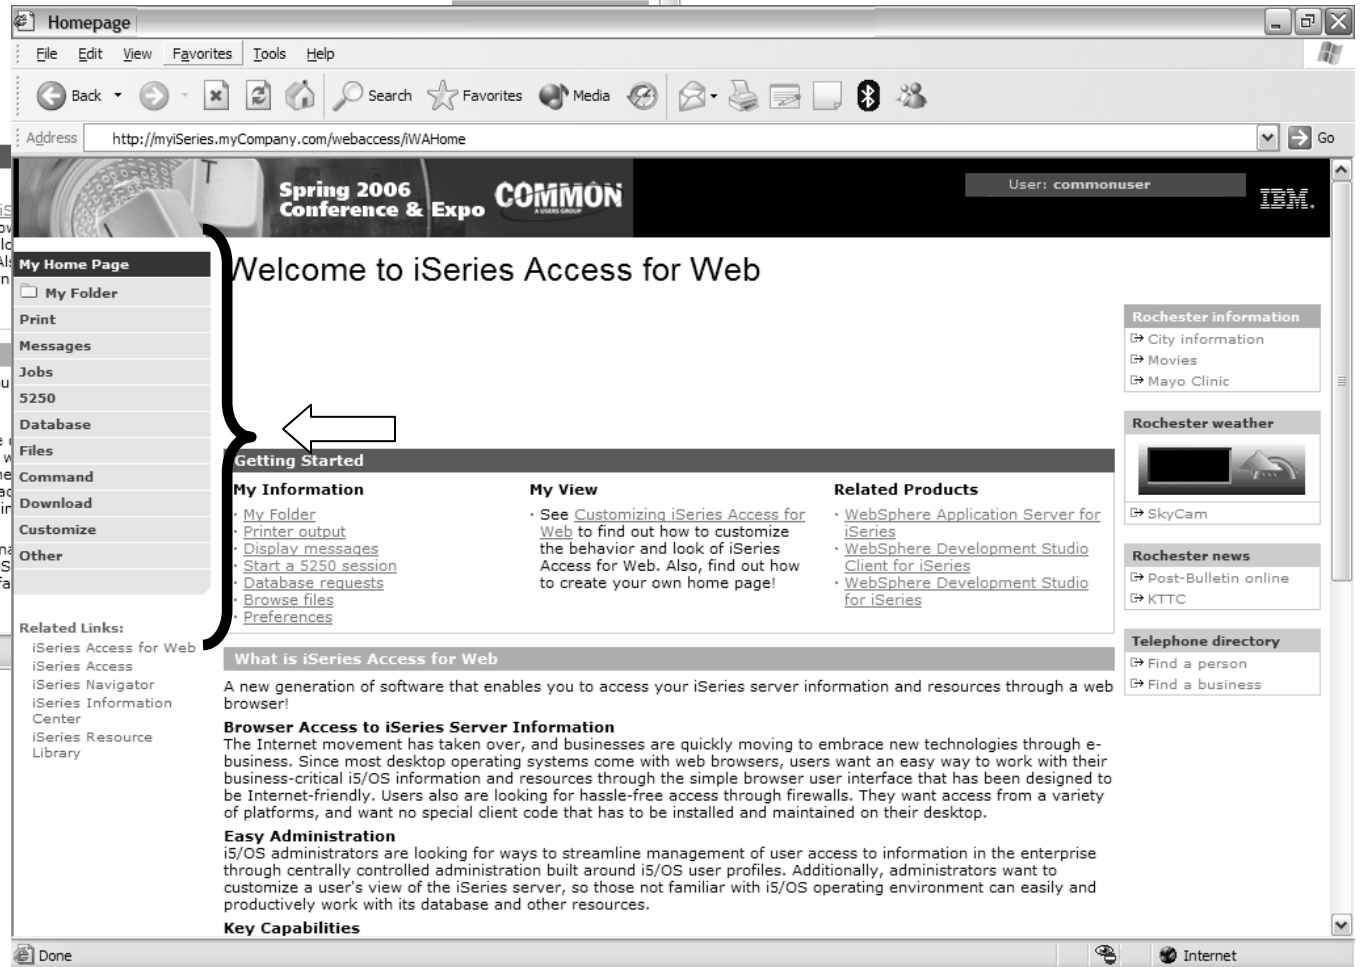 Homepage
File Edit View Favorites Tools Help
Back Search Favorites Media
Address http://myiSeries.myCompany.com/webaccess/iWAHome Go
Spring 2006
Conference & Expo
COMMON
A USERS GROUP
User: commonuser
IBM.
My Home Page
My Folder
Print
Messages
Jobs
5250
Database
Files
Command
Download
Customize
Other
Related Links:
iSeries Access for Web
iSeries Access
iSeries Navigator
iSeries Information
Center
iSeries Resource
Library
Welcome to iSeries Access for Web
Getting Started
My Information
· My Folder
· Printer output
· Display messages
· Start a 5250 session
· Database requests
· Browse files
· Preferences
My View
· See Customizing iSeries Access for
Web to find out how to customize
the behavior and look of iSeries
Access for Web. Also, find out how
to create your own home page!
Related Products
· WebSphere Application Server for
iSeries
· WebSphere Development Studio
Client for iSeries
· WebSphere Development Studio
for iSeries
What is iSeries Access for Web
A new generation of software that enables you to access your iSeries server information and resources through a web
browser!
Browser Access to iSeries Server Information
The Internet movement has taken over, and businesses are quickly moving to embrace new technologies through e-
business. Since most desktop operating systems come with web browsers, users want an easy way to work with their
business-critical i5/OS information and resources through the simple browser user interface that has been designed to
be Internet-friendly. Users also are looking for hassle-free access through firewalls. They want access from a variety
of platforms, and want no special client code that has to be installed and maintained on their desktop.
Easy Administration
i5/OS administrators are looking for ways to streamline management of user access to information in the enterprise
through centrally controlled administration built around i5/OS user profiles. Additionally, administrators want to
customize a user's view of the iSeries server, so those not familiar with i5/OS operating environment can easily and
productively work with its database and other resources.
Key Capabilities
Rochester information
City information
Movies
Mayo Clinic
Rochester weather
SkyCam
Rochester news
Post-Bulletin online
KTTC
Telephone directory
Find a person
Find a business
Done
Internet